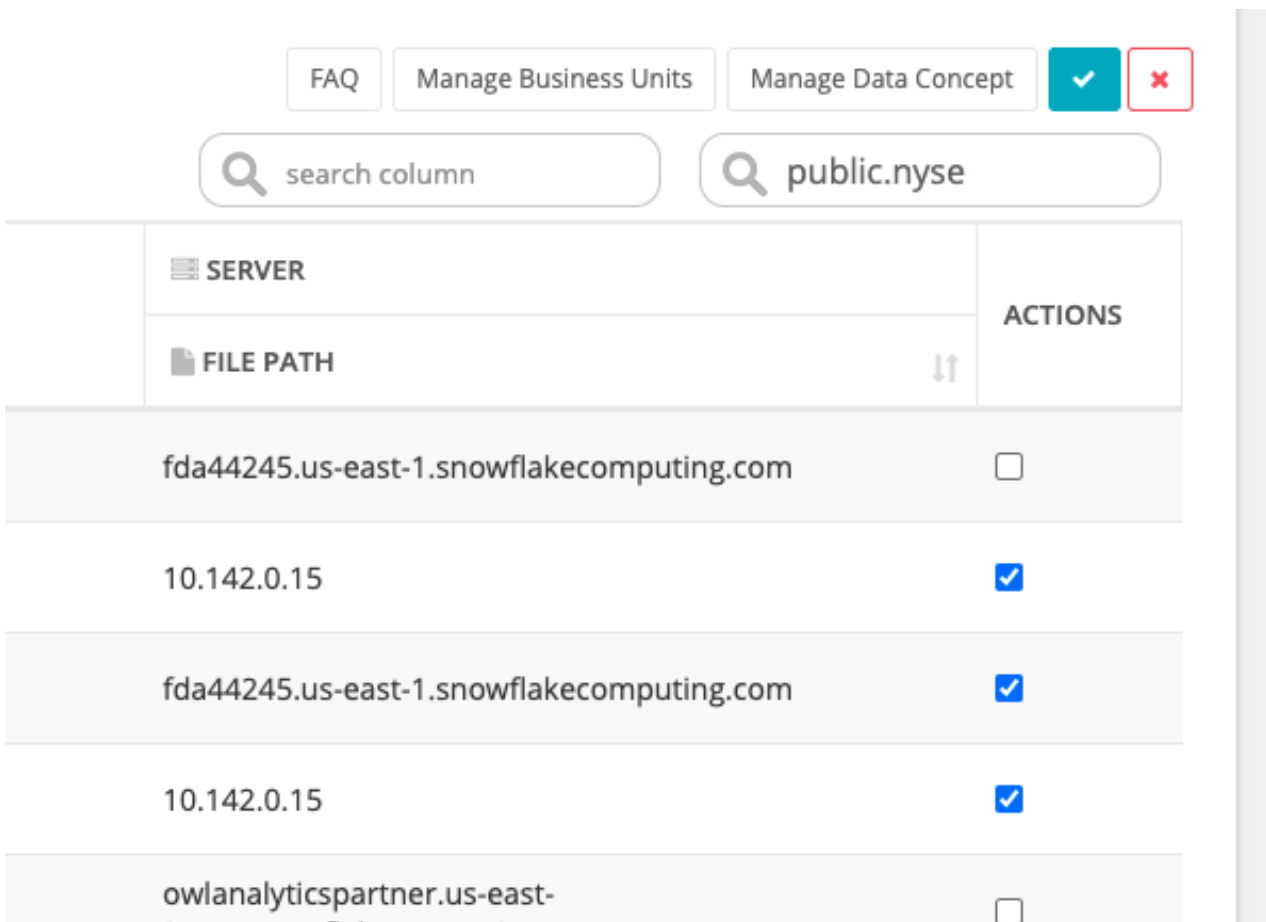 FAQ Manage Business Units Manage Data Concept
search column public.nyse
SERVER
ACTIONS
FILE PATH
fda44245.us-east-1.snowflakecomputing.com
10.142.0.15
fda44245.us-east-1.snowflakecomputing.com
10.142.0.15
owlanalyticspartner.us-east-